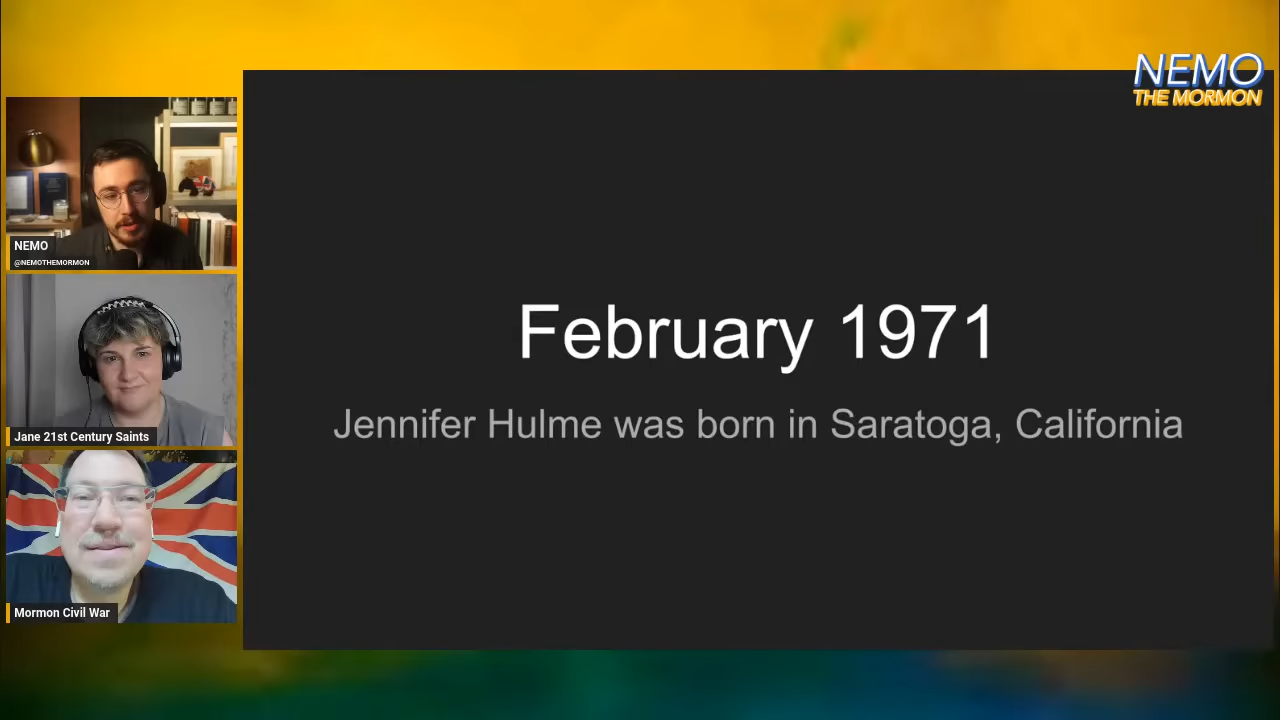 NEMO
THE MORMON
NEMO
@NEMOTHEMORMON
Jane 21st Century Saints
Mormon Civil War
February 1971
Jennifer Hulme was born in Saratoga, California